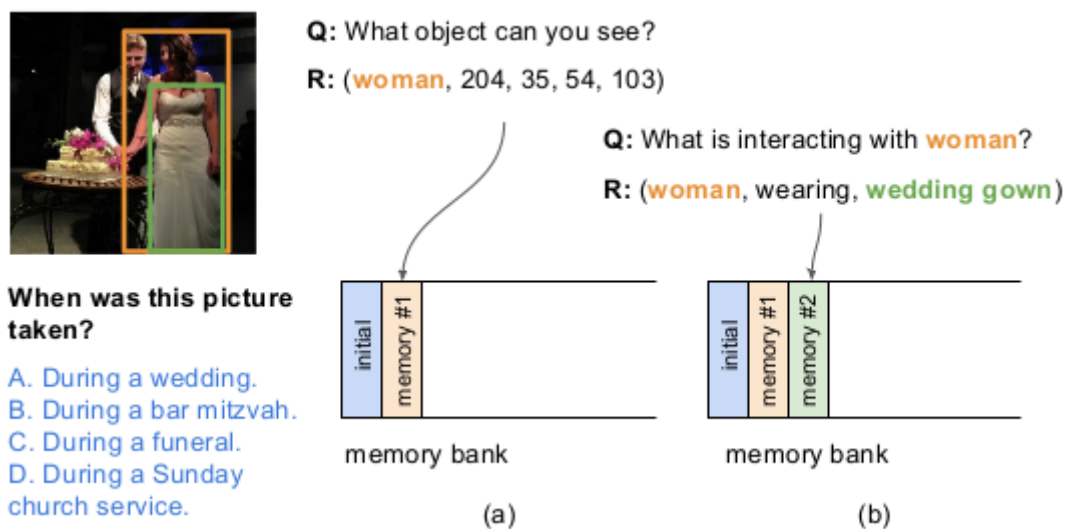 Q: What object can you see?
R: (woman, 204, 35, 54, 103)
Q: What is interacting with woman?
R: (woman, wearing, wedding gown)
When was this picture
taken?
A. During a wedding.
B. During a bar mitzvah.
C. During a funeral.
D. During a Sunday
church service.
initial
memory #1
memory bank
(a)
initial
memory #1
memory #2
memory bank
(b)